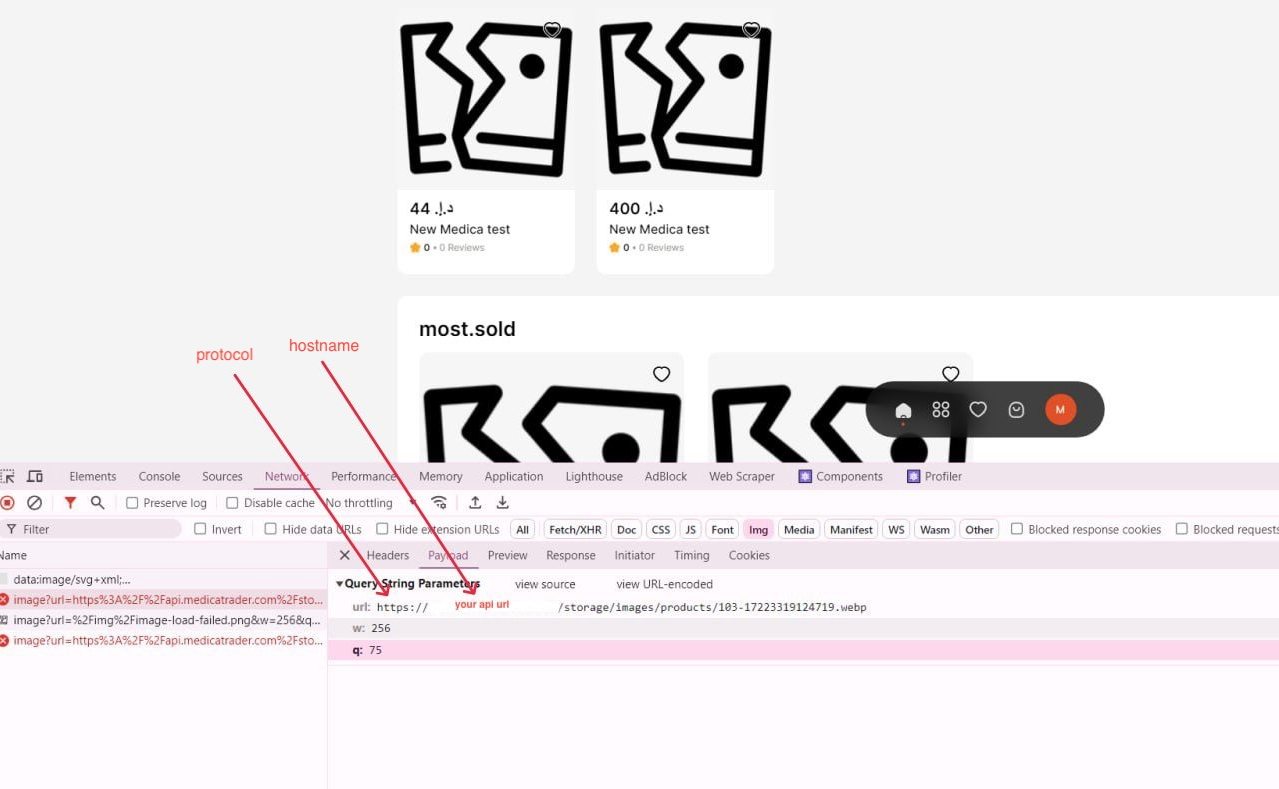 44 د.إ.
400 د.إ.
New Medica test
New Medica test
0 • 0 Reviews
0 • 0 Reviews
most.sold
protocol
hostname
M
Elements Console Sources Network Performance Memory Application Lighthouse AdBlock Web Scraper Components Profiler
Preserve log Disable cache No throttling
Filter Invert Hide data URLs Hide extension URLs All Fetch/XHR Doc CSS JS Font Img Media Manifest WS Wasm Other Blocked response cookies Blocked requests
Name
Headers Payload Preview Response Initiator Timing Cookies
data:image/svg+xml;...
image?url=https%3A%2F%2Fapi.medicatrader.com%2Fsto...
image?url=%2Fimg%2Fimage-load-failed.png&w=256&q...
image?url=https%3A%2F%2Fapi.medicatrader.com%2Fsto...
Query String Parameters view source view URL-encoded
url: https:// your api url /storage/images/products/103-17223319124719.webp
w: 256
q: 75